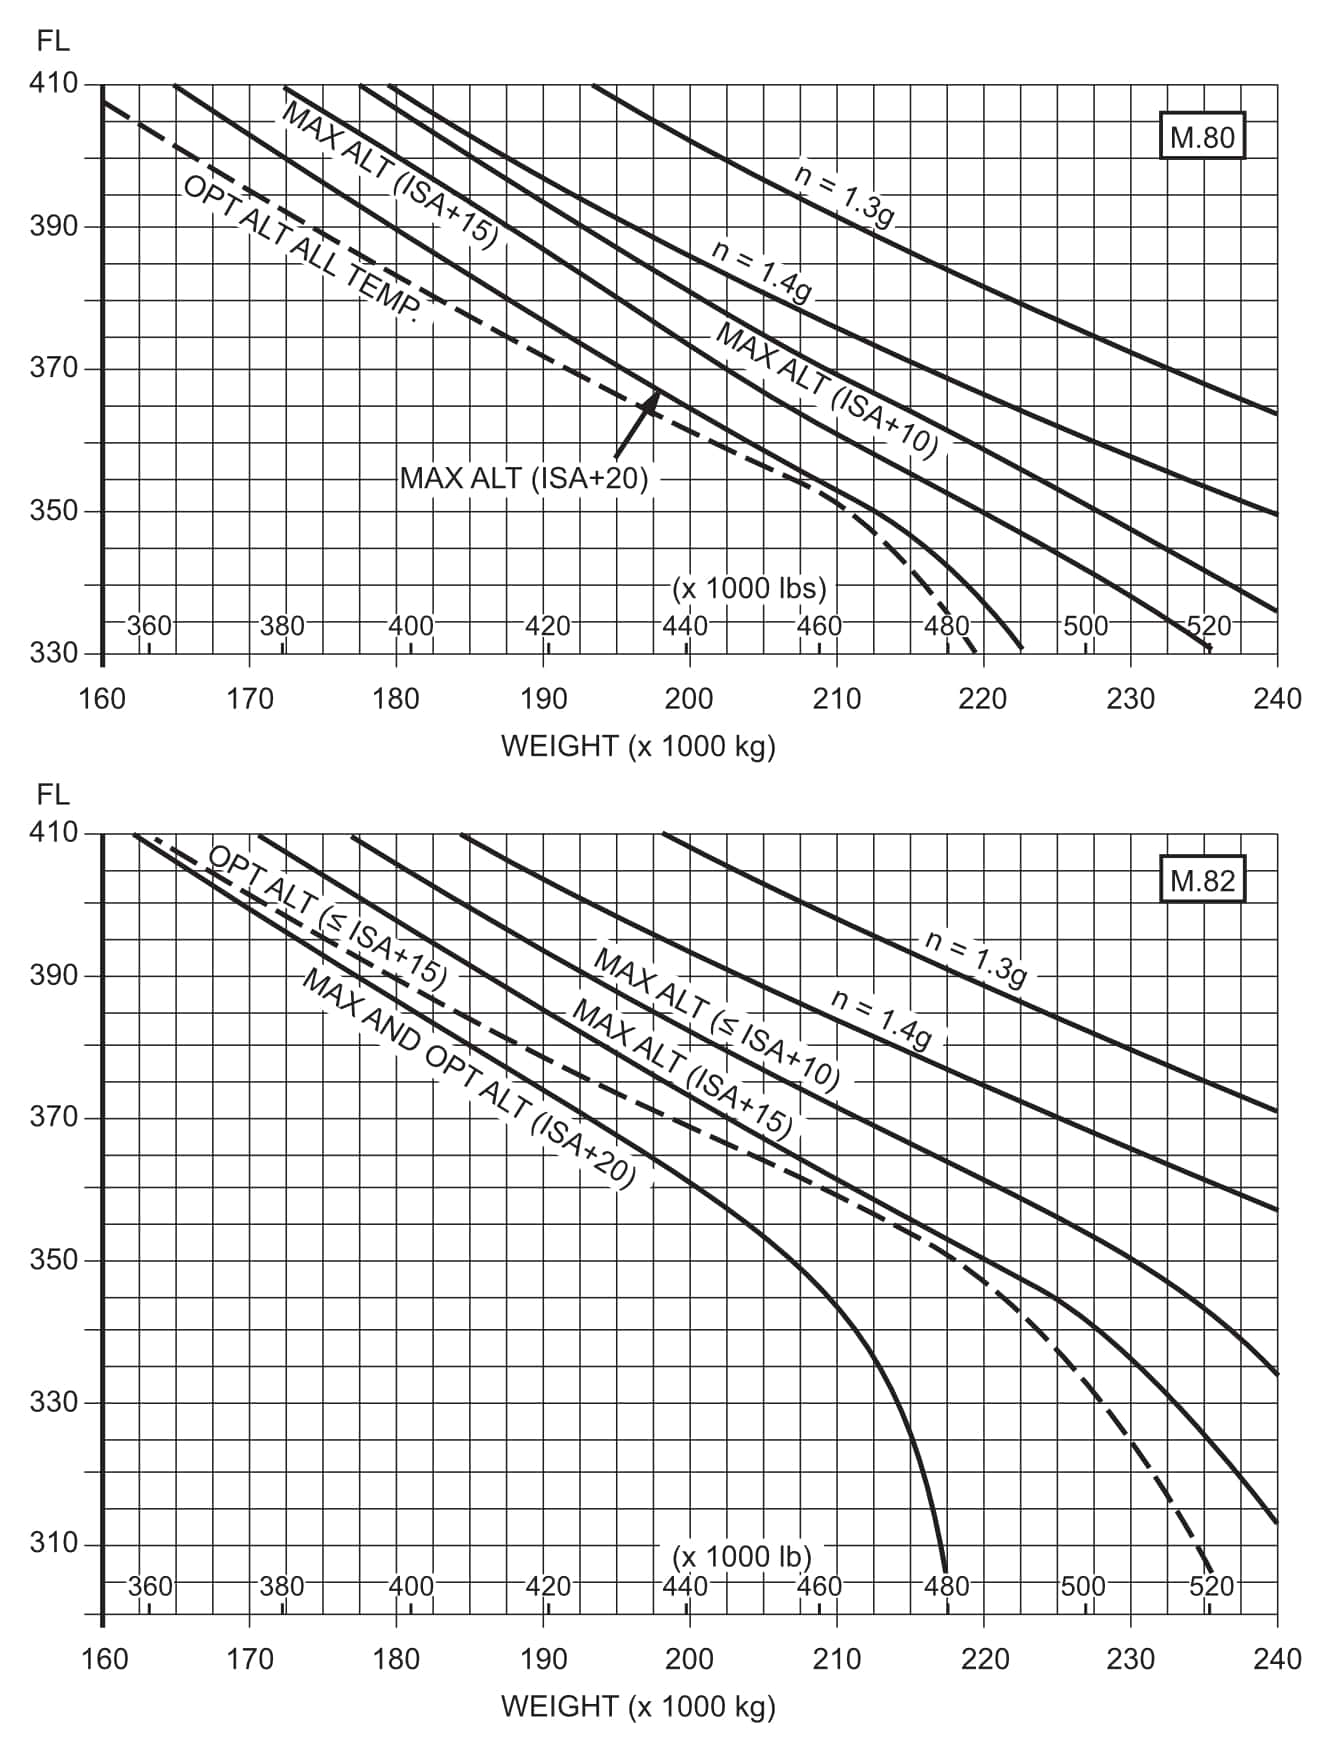 FL
410
M.80
MAX ALT (ISA+15)
n = 1.3g
OPT ALT ALL TEMP.
390
n = 1.4g
MAX ALT (ISA+10)
370
MAX ALT (ISA+20)
350
(x 1000 lbs)
360 380 400 420 440 460 480 500 520
330
160 170 180 190 200 210 220 230 240
WEIGHT (x 1000 kg)
FL
410
OPT ALT (≤ ISA+15)
M.82
n = 1.3g
MAX ALT (≤ ISA+10)
390
MAX AND OPT ALT (ISA+20)
n = 1.4g
MAX ALT (ISA+15)
370
350
330
310
(x 1000 lb)
360 380 400 420 440 460 480 500 520
160 170 180 190 200 210 220 230 240
WEIGHT (x 1000 kg)